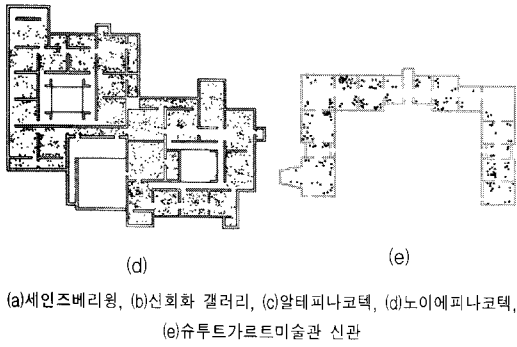 (d)
(e)
(a)세인즈베리윙, (b)신회화 갤러리, (c)알테피나코텍, (d)노이에피나코텍,
(e)슈투트가르트미술관 신관